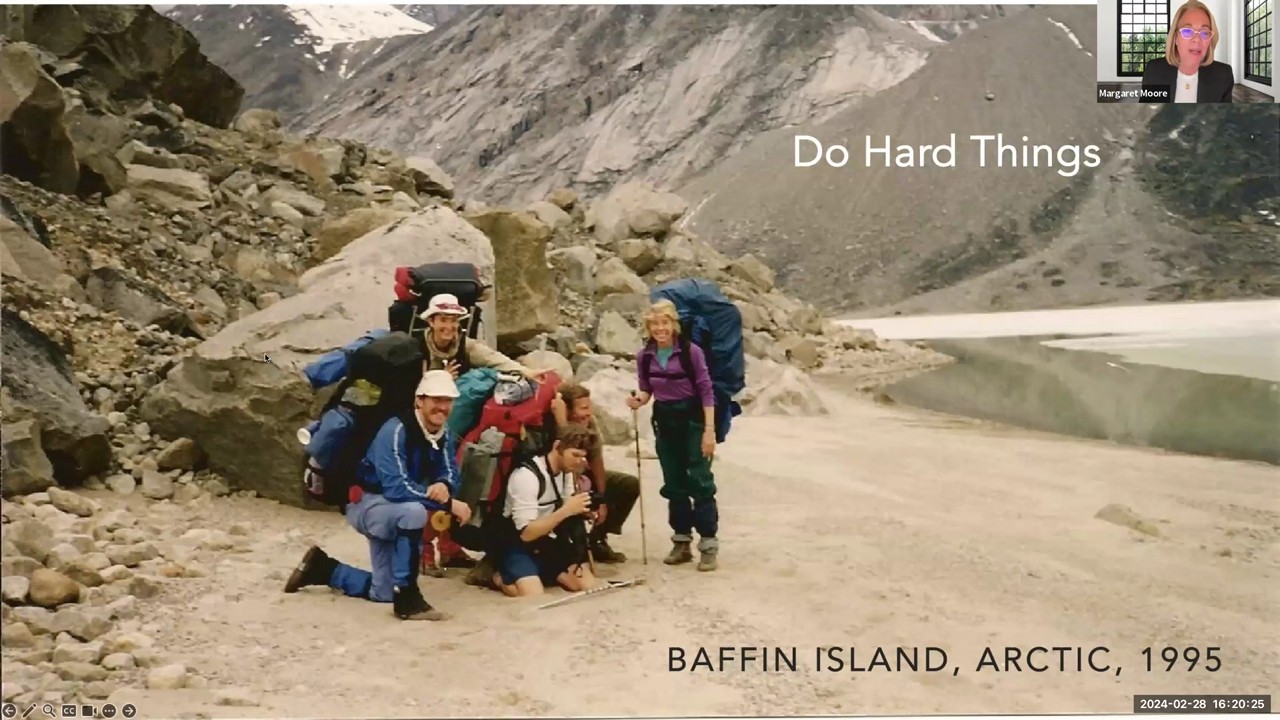 Margaret Moore
Do Hard Things
BAFFIN ISLAND, ARCTIC, 1995
2024-02-28 16:20:25